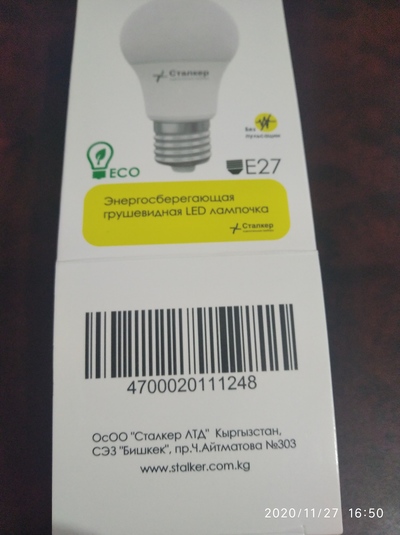 Сталкер
Без
пульсации
ECO
E27
Энергосберегающая
грушевидная LED лампочка
Сталкер
4700020111248
ОсОО "Сталкер ЛТД" Кыргызстан,
СЭЗ "Бишкек", пр.Ч.Айтматова №303
www.stalker.com.kg
2020/11/27 16:50